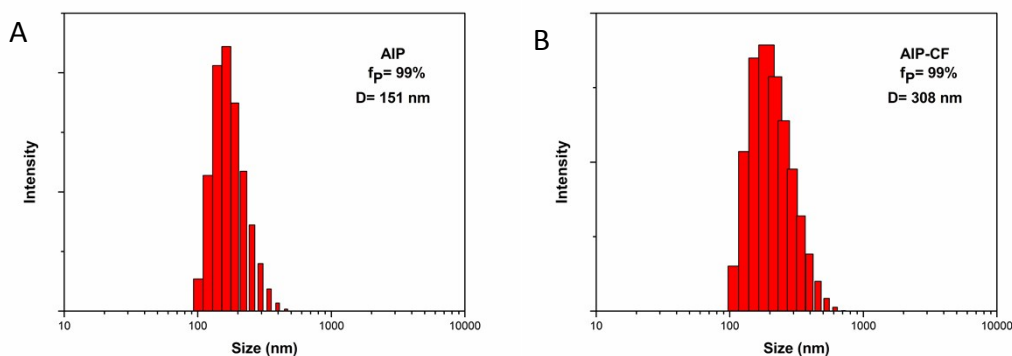 A
AIP
fP= 99%
D= 151 nm
Intensity
10
100
1000
10000
Size (nm)
B
AIP-CF
fP= 99%
D= 308 nm
Intensity
10
100
1000
10000
Size (nm)